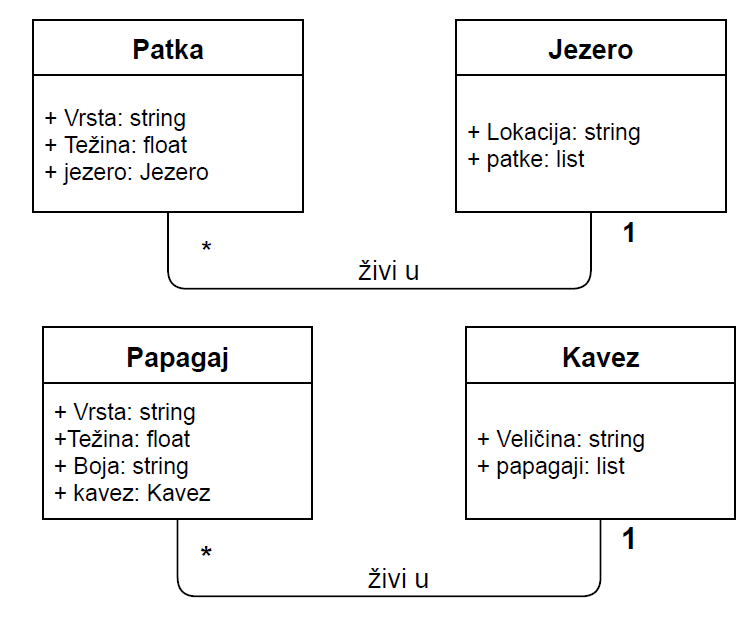 Patka
+ Vrsta: string
+ Težina: float
+ jezero: Jezero
Jezero
+ Lokacija: string
+ patke: list
*
živi u
1
Papagaj
+ Vrsta: string
+Težina: float
+ Boja: string
+ kavez: Kavez
Kavez
+ Veličina: string
+ papagaji: list
*
živi u
1